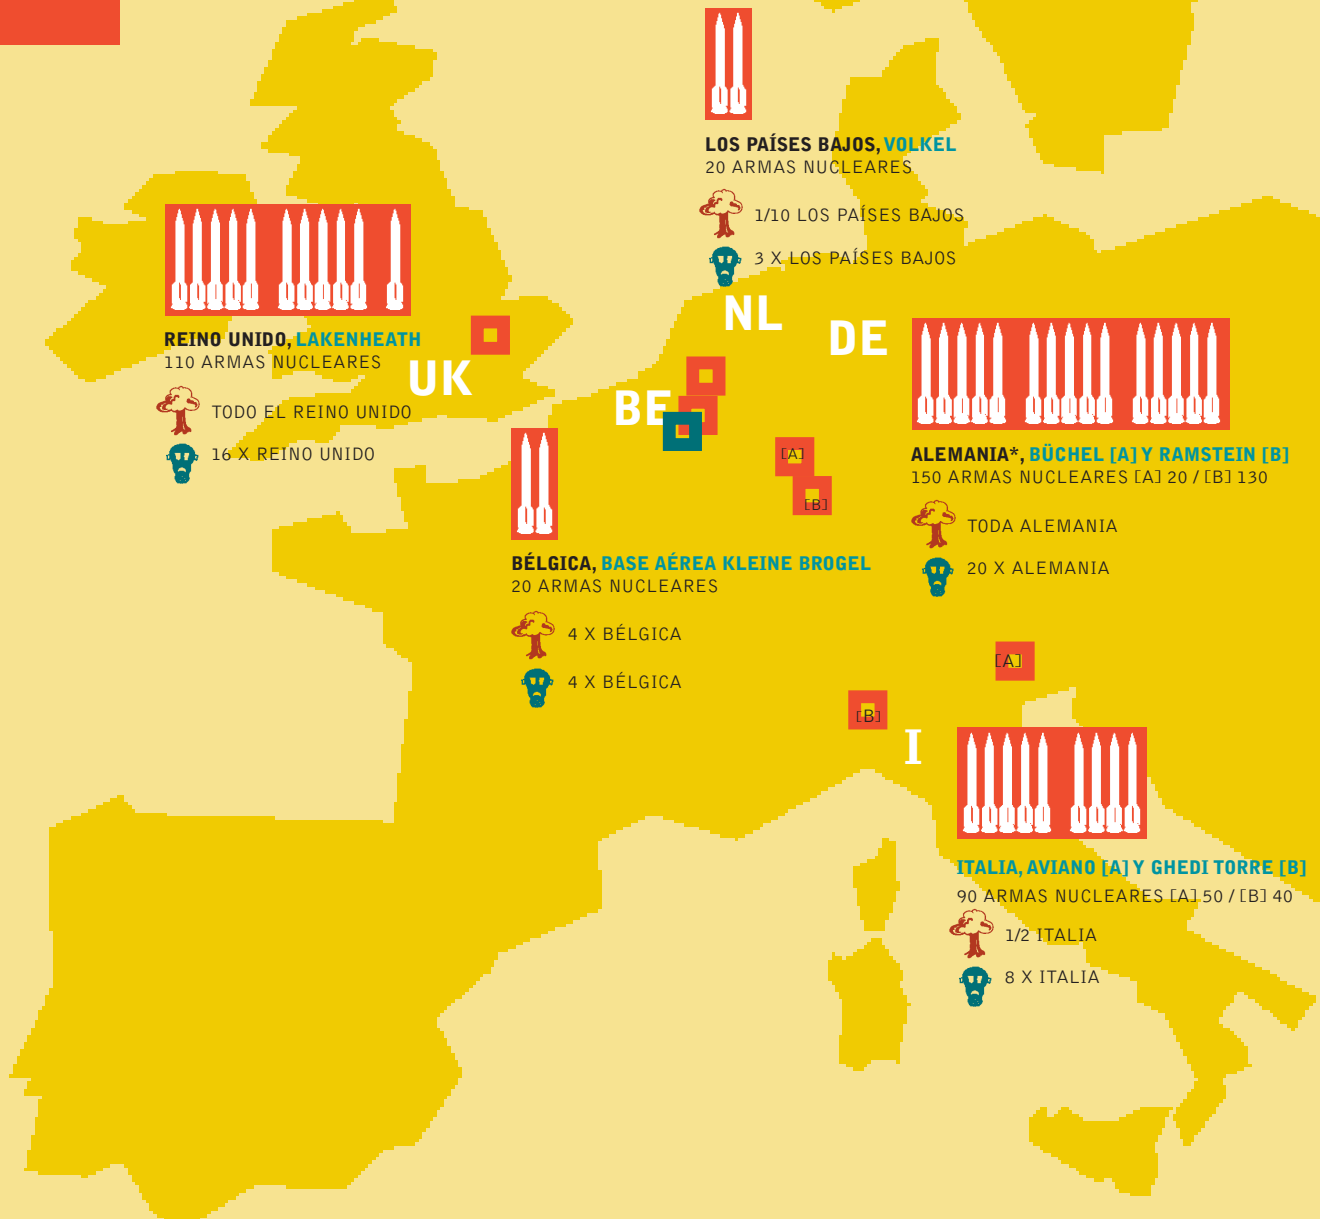 LOS PAÍSES BAJOS, VOLKEL
20 ARMAS NUCLEARES
1/10 LOS PAÍSES BAJOS
3 X LOS PAÍSES BAJOS
NL
DE
REINO UNIDO, LAKENHEATH
110 ARMAS NUCLEARES
UK
TODO EL REINO UNIDO
16 X REINO UNIDO
BE
[A]
[B]
ALEMANIA*, BÜCHEL [A] Y RAMSTEIN [B]
150 ARMAS NUCLEARES [A] 20 / [B] 130
TODA ALEMANIA
20 X ALEMANIA
BÉLGICA, BASE AÉREA KLEINE BROGEL
20 ARMAS NUCLEARES
4 X BÉLGICA
4 X BÉLGICA
[A]
[B]
I
ITALIA, AVIANO [A] Y GHEDI TORRE [B]
90 ARMAS NUCLEARES [A] 50 / [B] 40
1/2 ITALIA
8 X ITALIA